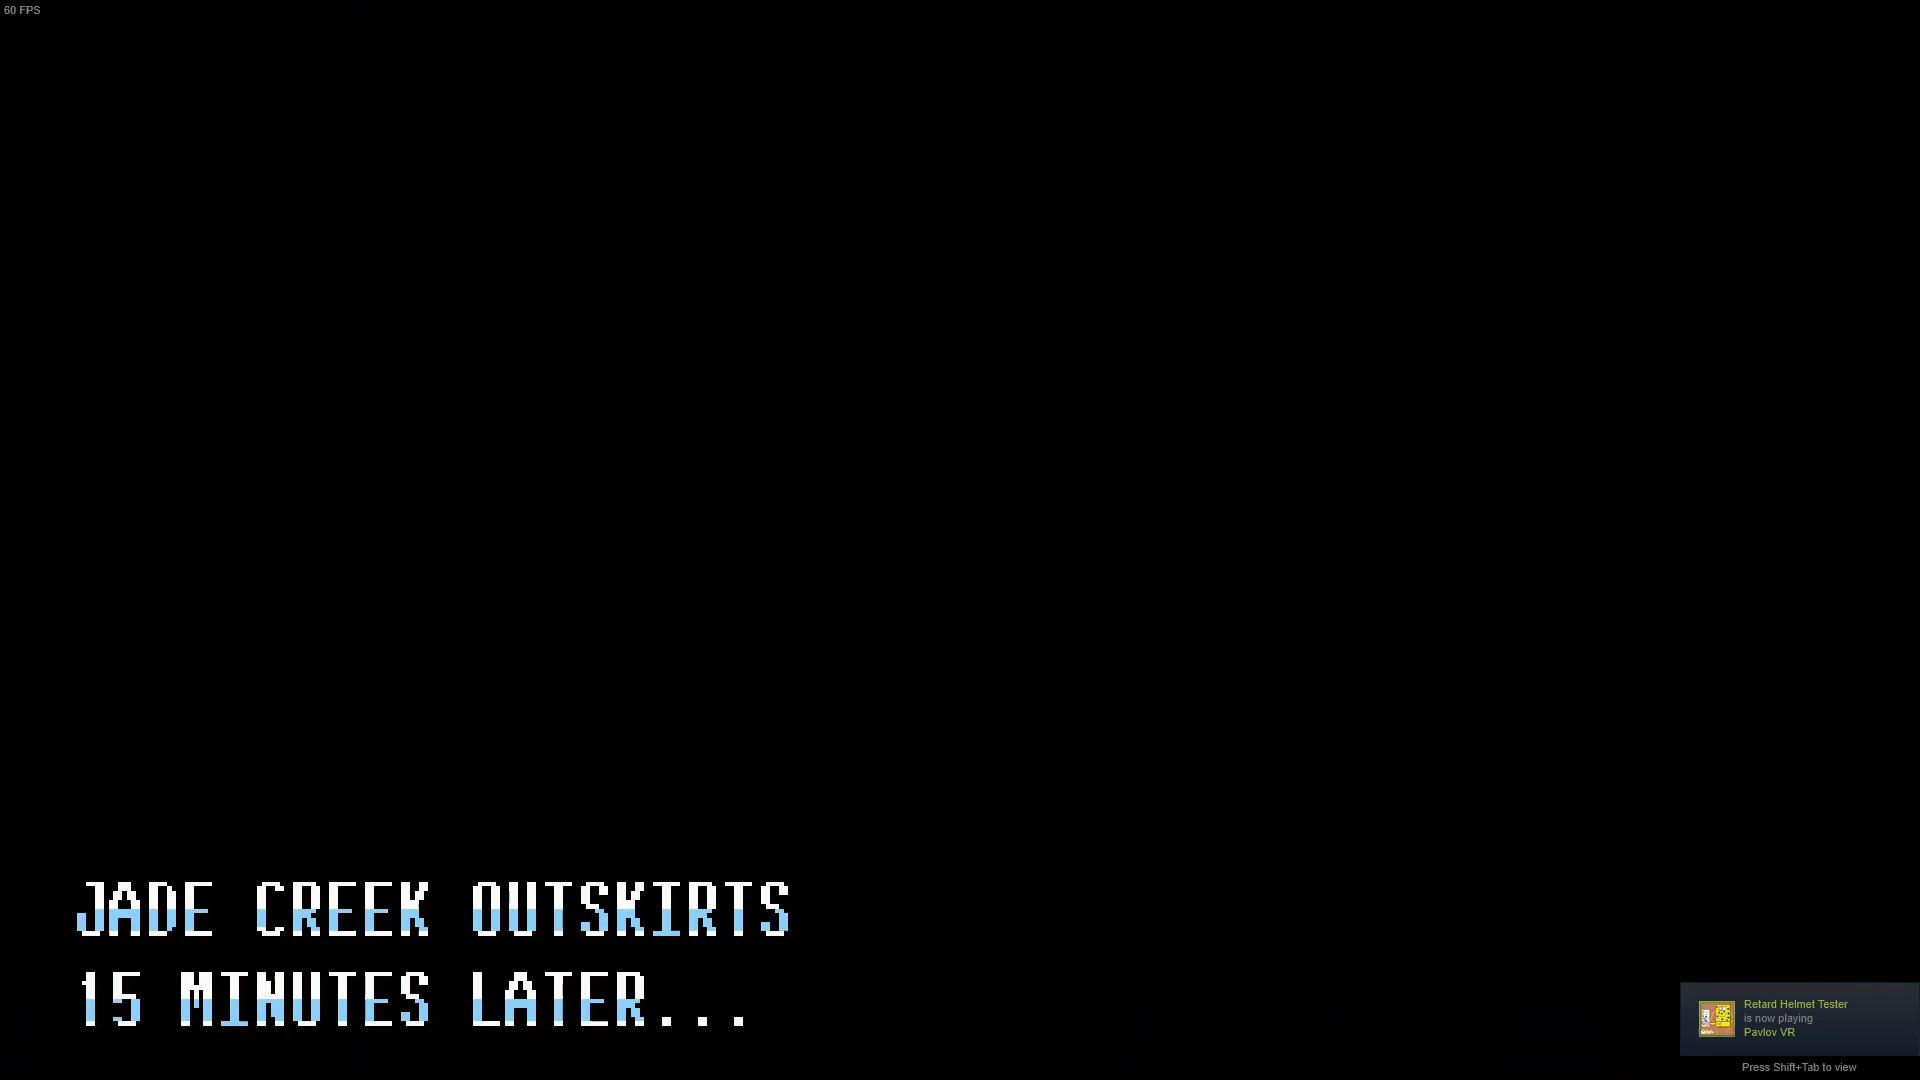 60 FPS
JADE CREEK OUTSKIRTS
15 MINUTES LATER...
Retard Helmet Tester
is now playing
Pavlov VR
Press Shift+Tab to view